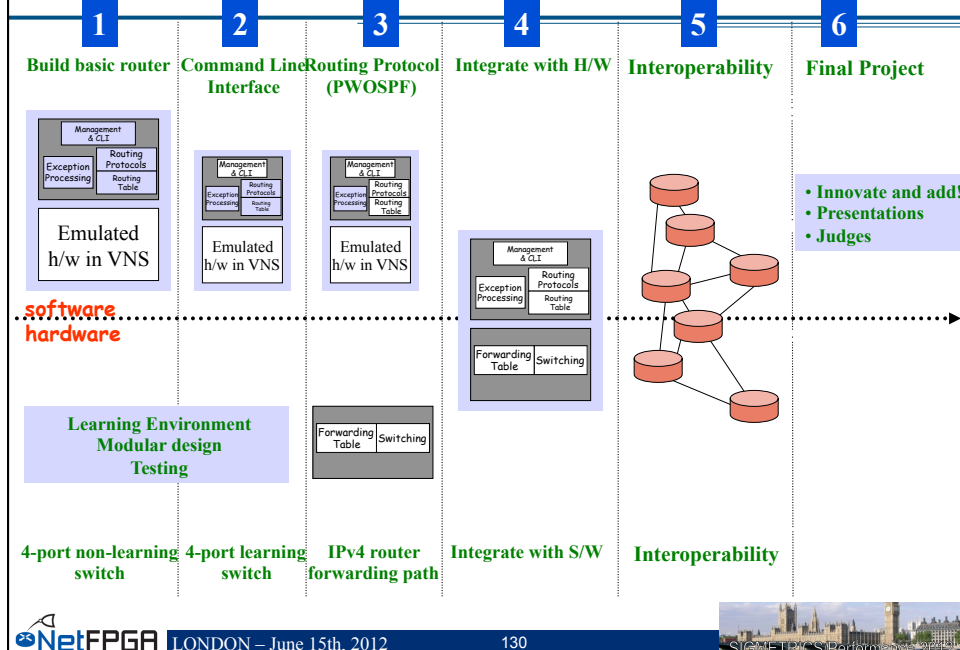 1
2
3
4
5
6
Build basic router
Command Line
Interface
Routing Protocol
(PWOSPF)
Integrate with H/W
Interoperability
Final Project
Management
& CLI
Exception
Processing
Routing
Protocols
Routing
Table
Emulated
h/w in VNS
Management
& CLI
Exception
Processing
Routing
Protocols
Routing
Table
Emulated
h/w in VNS
Management
& CLI
Exception
Processing
Routing
Protocols
Routing
Table
Emulated
h/w in VNS
Management
& CLI
Exception
Processing
Routing
Protocols
Routing
Table
Forwarding
Table
Switching
• Innovate and add!
• Presentations
• Judges
software
hardware
Learning Environment
Modular design
Testing
Forwarding
Table
Switching
4-port non-learning
switch
4-port learning
switch
IPv4 router
forwarding path
Integrate with S/W
Interoperability
NetFPGA
LONDON – June 15th, 2012
130
SIGMETRICS/Performance 2012